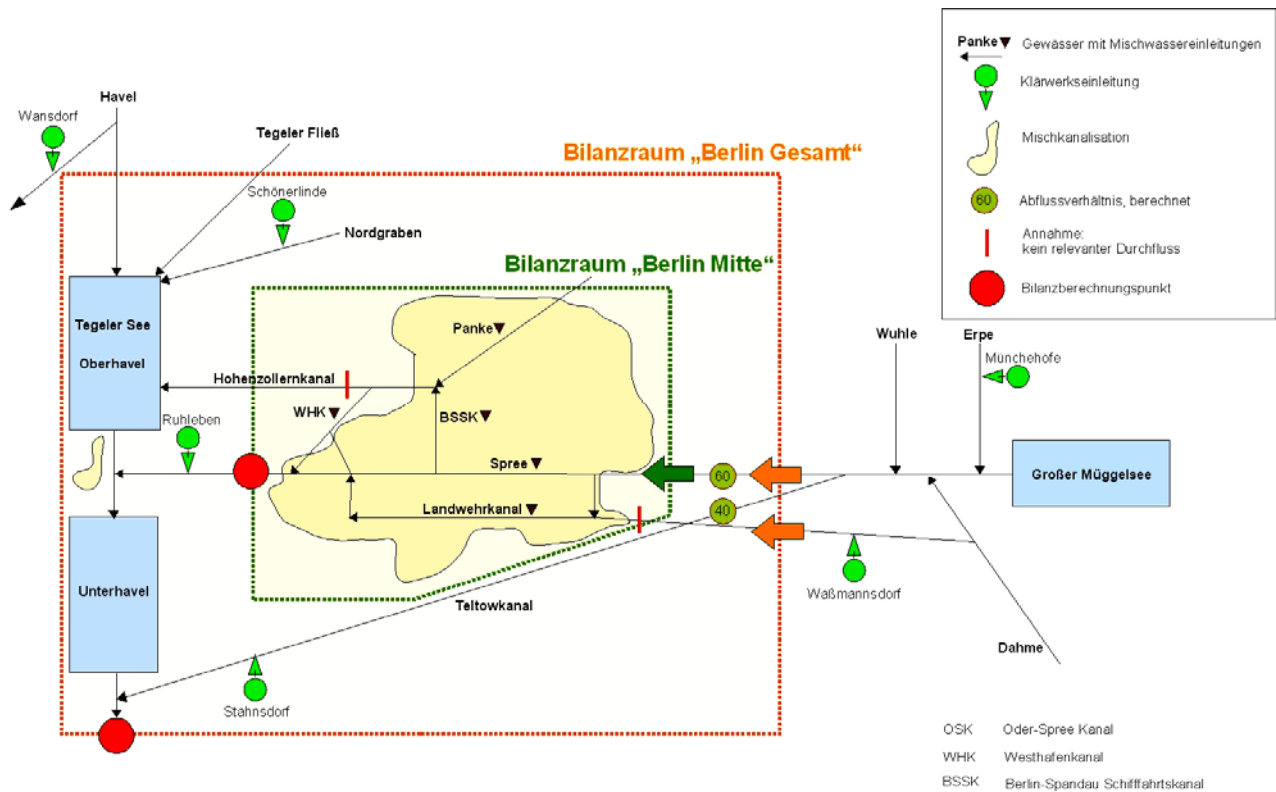 Panke Gewässer mit Mischwassereinleitungen
Klärwerkseinleitung
Mischkanalisation
60 Abflussverhältnis, berechnet
Annahme:
kein relevanter Durchfluss
Bilanzberechnungspunkt
Havel
Wansdorf
Tegeler Fließ
Bilanzraum „Berlin Gesamt“
Schönerlinde
Nordgraben
Bilanzraum „Berlin Mitte“
Tegeler See
Oberhavel
Panke
Wuhle
Erpe
Münchehofe
Hohenzollernkanal
WHK
BSSK
Ruhleben
Spree
60
Großer Müggelsee
Landwehrkanal
40
Unterhavel
Teltowkanal
Waßmannsdorf
Dahme
Stahnsdorf
OSK Oder-Spree Kanal
WHK Westhafenkanal
BSSK Berlin-Spandau Schifffahrtskanal